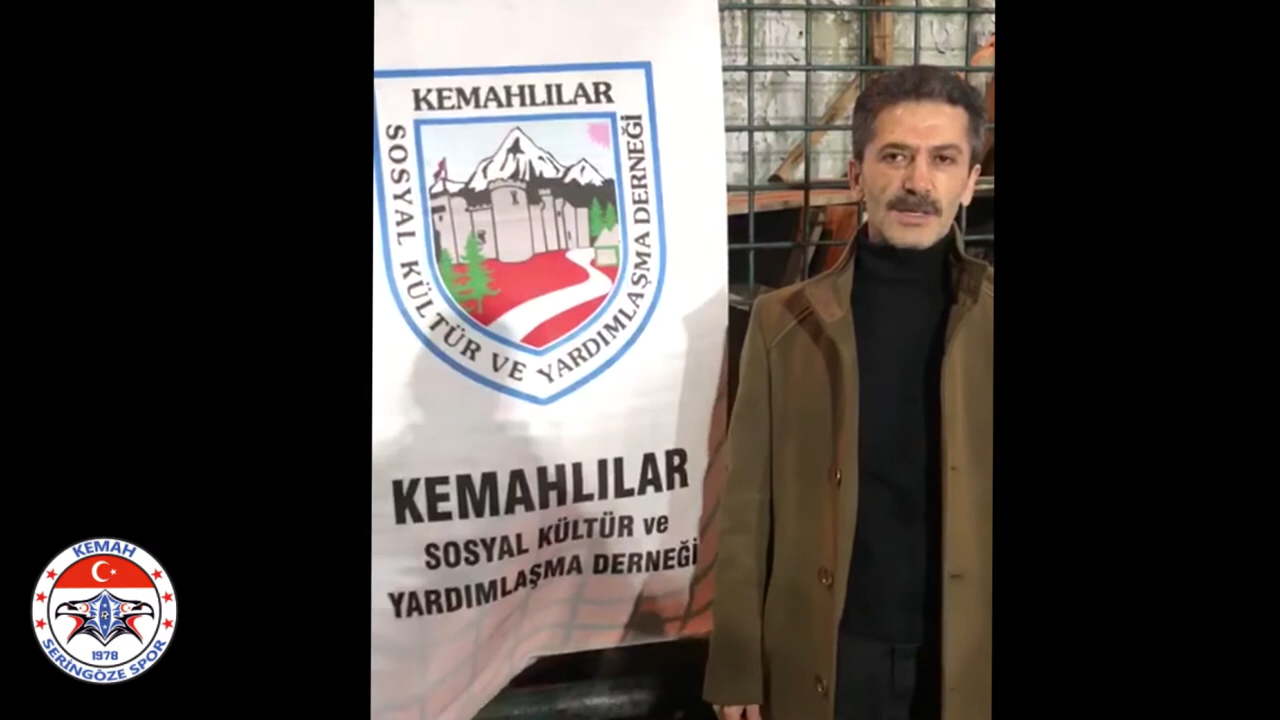 KEMAHLILAR
SOSYAL KÜLTÜR VE YARDIMLAŞMA DERNEĞİ
KEMAHLILAR
SOSYAL KÜLTÜR ve
YARDIMLAŞMA DERNEĞİ
KEMAH
1978
SERİNGÖZE SPOR